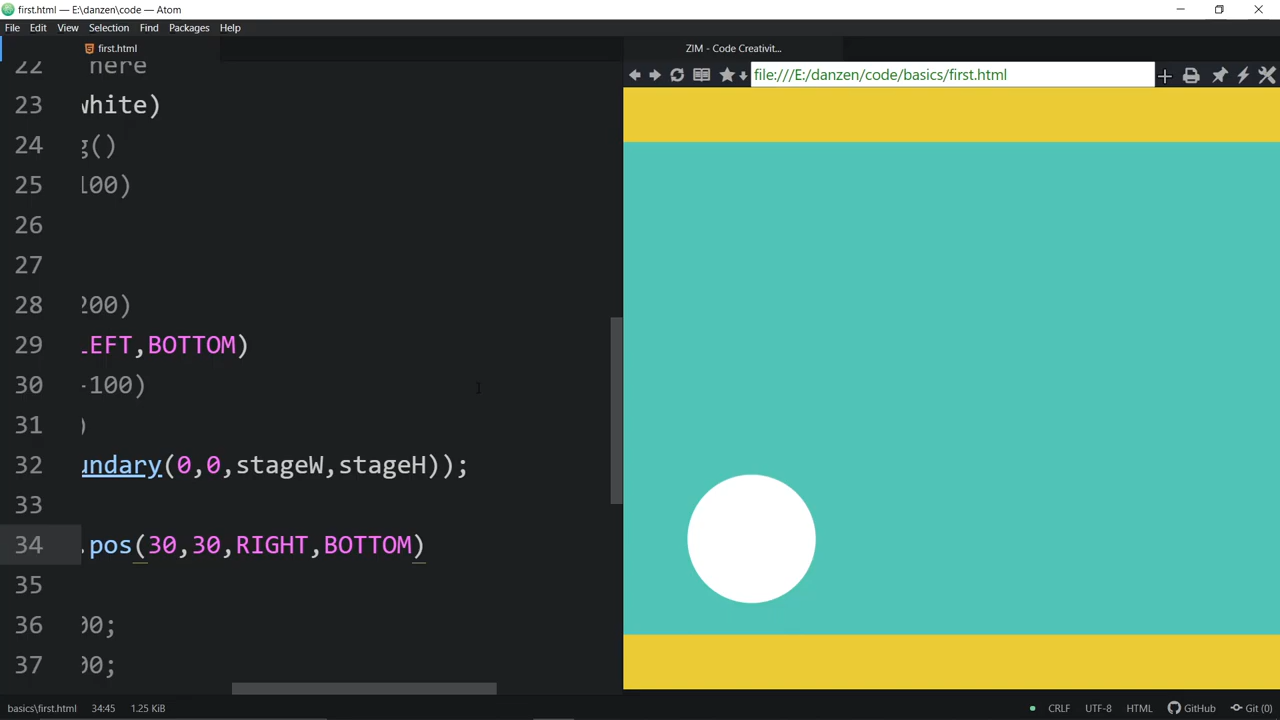 first.html — E:\danzen\code — Atom
File Edit View Selection Find Packages Help
first.html
ZIM - Code Creativit...
file:///E:/danzen/code/basics/first.html
22 here
23 white)
24 g()
25 100)
26
27
28 200)
29 LEFT,BOTTOM)
30 -100)
31 )
32 undary(0,0,stageW,stageH));
33
34 .pos(30,30,RIGHT,BOTTOM)
35
36 00;
37 00;
basics\first.html 34:45 1.25 KiB
CRLF UTF-8 HTML GitHub Git (0)